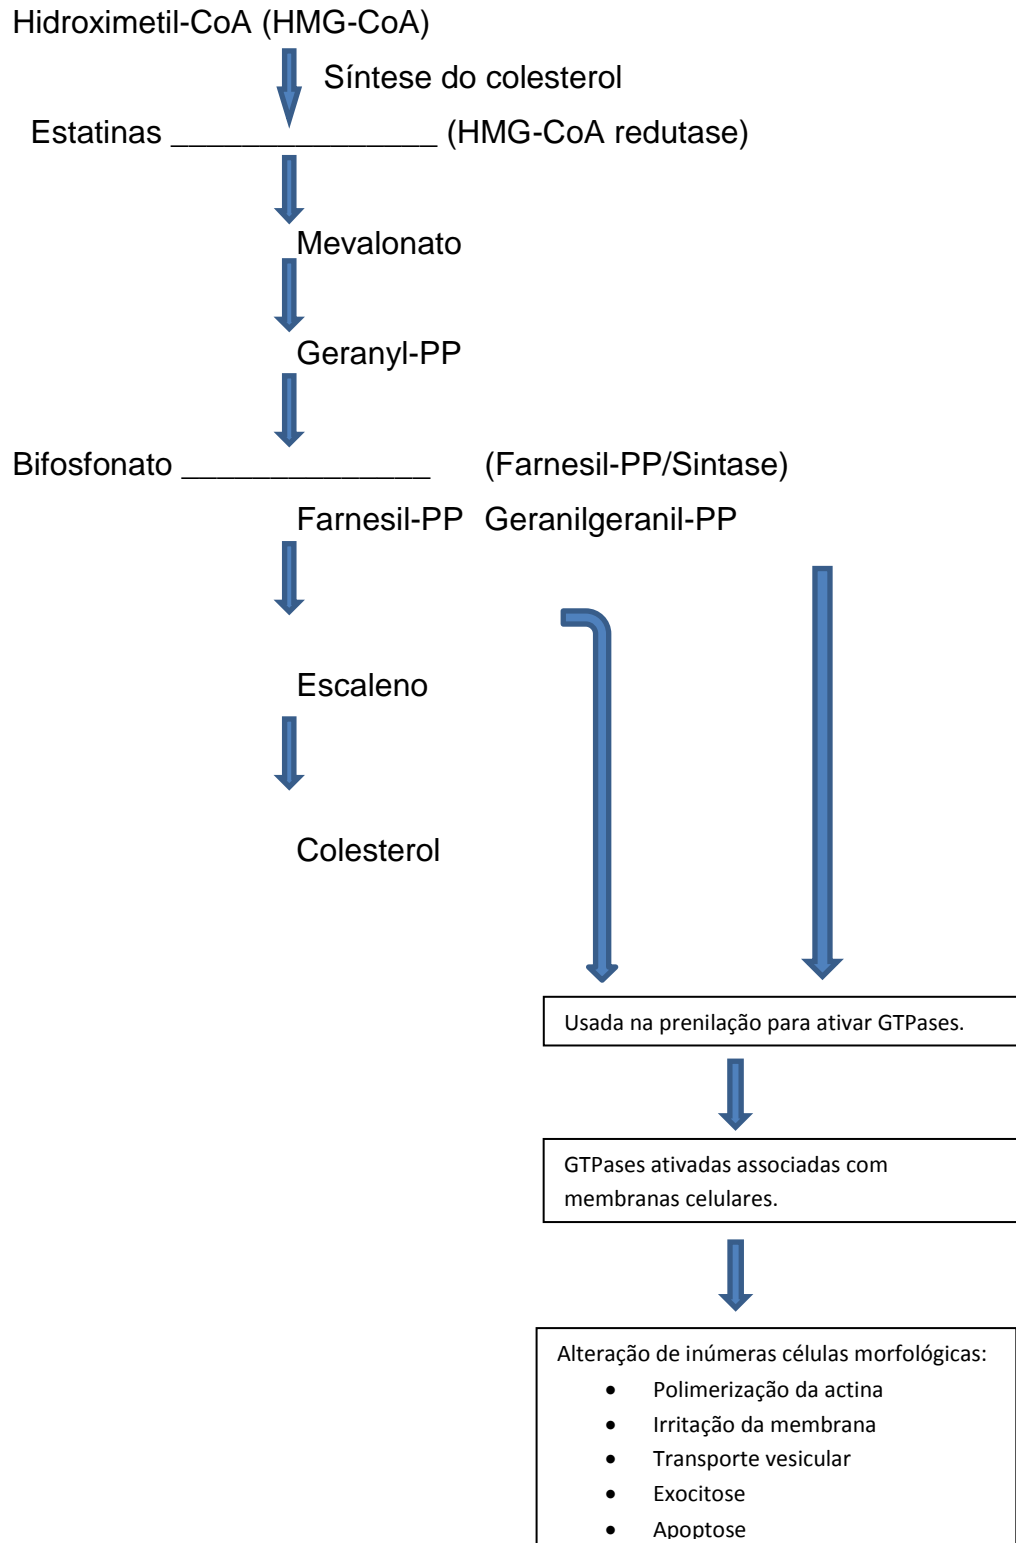 Hidroximetil-CoA (HMG-CoA)
Síntese do colesterol
Estatinas _______________ (HMG-CoA redutase)
Mevalonato
Geranyl-PP
Bifosfonato ______________ (Farnesil-PP/Sintase)
Farnesil-PP Geranilgeranil-PP
Escaleno
Colesterol
Usada na prenilação para ativar GTPases.
GTPases ativadas associadas com
membranas celulares.
Alteração de inúmeras células morfológicas:
• Polimerização da actina
• Irritação da membrana
• Transporte vesicular
• Exocitose
• Apoptose